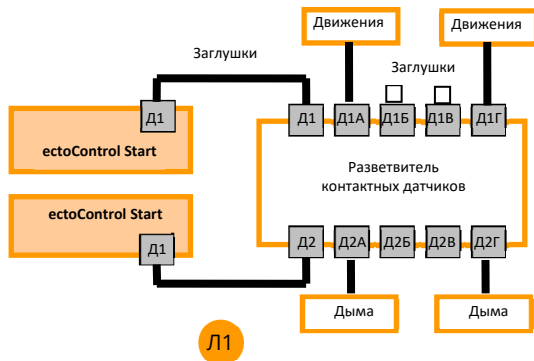 Движения
Движения
Заглушки
Заглушки
Д1
Д1
Д1А
Д1Б
Д1В
Д1Г
ectoControl Start
Разветвитель
контактных датчиков
ectoControl Start
Д1
Д2
Д2А
Д2Б
Д2В
Д2Г
Дыма
Дыма
Л1